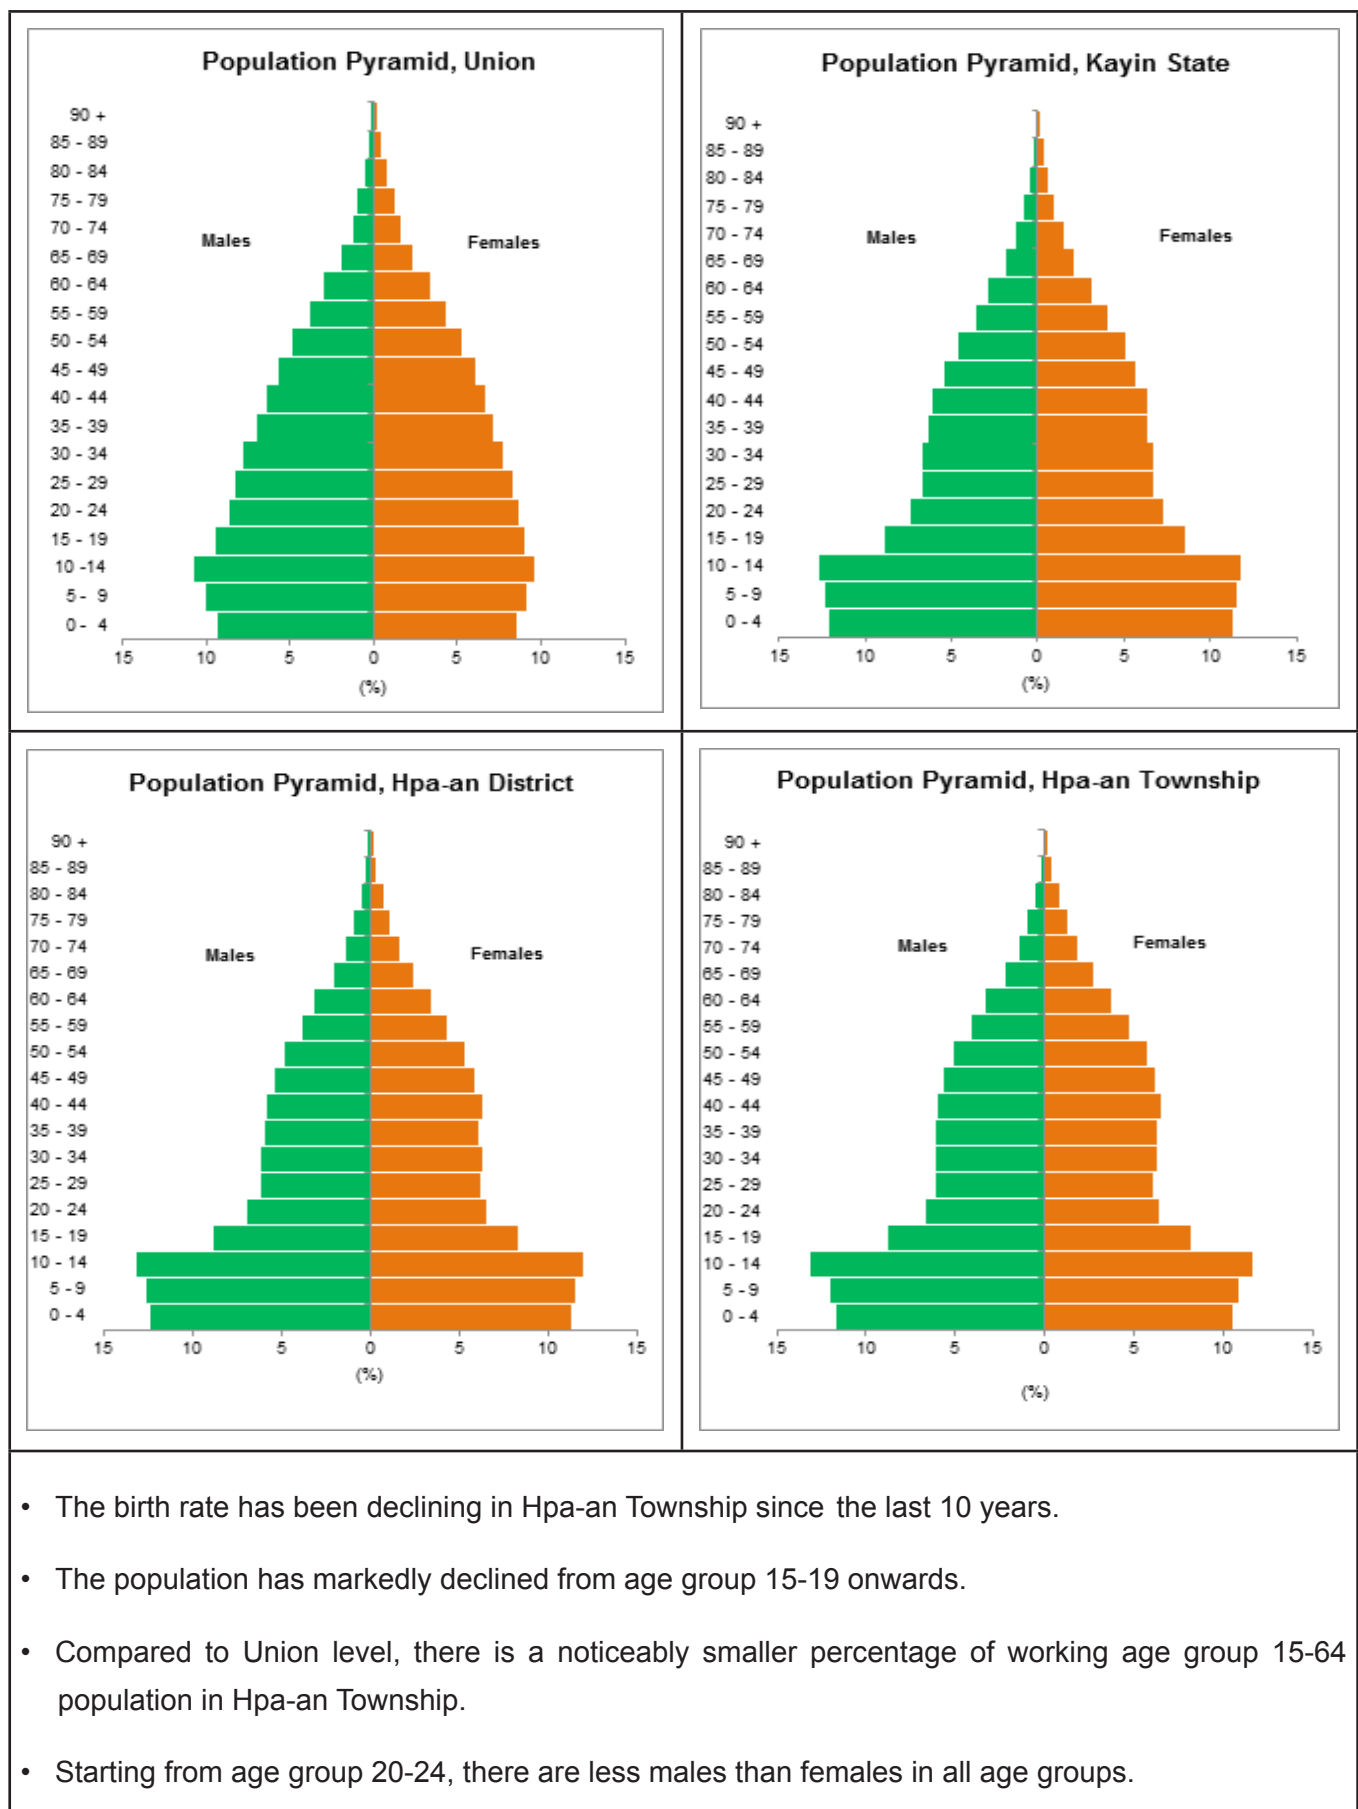 Population Pyramid, Union
90 +
85 - 89
80 - 84
75 - 79
70 - 74
65 - 69
60 - 64
55 - 59
50 - 54
45 - 49
40 - 44
35 - 39
30 - 34
25 - 29
20 - 24
15 - 19
10 -14
5 - 9
0 - 4
Males
Females
15 10 5 0 5 10 15
(%)
Population Pyramid, Kayin State
90 +
85 - 89
80 - 84
75 - 79
70 - 74
65 - 69
60 - 64
55 - 59
50 - 54
45 - 49
40 - 44
35 - 39
30 - 34
25 - 29
20 - 24
15 - 19
10 - 14
5 - 9
0 - 4
Males
Females
15 10 5 0 5 10 15
(%)
Population Pyramid, Hpa-an District
90 +
85 - 89
80 - 84
75 - 79
70 - 74
65 - 69
60 - 64
55 - 59
50 - 54
45 - 49
40 - 44
35 - 39
30 - 34
25 - 29
20 - 24
15 - 19
10 - 14
5 - 9
0 - 4
Males
Females
15 10 5 0 5 10 15
(%)
Population Pyramid, Hpa-an Township
90 +
85 - 89
80 - 84
75 - 79
70 - 74
65 - 69
60 - 64
55 - 59
50 - 54
45 - 49
40 - 44
35 - 39
30 - 34
25 - 29
20 - 24
15 - 19
10 - 14
5 - 9
0 - 4
Males
Females
15 10 5 0 5 10 15
(%)
• The birth rate has been declining in Hpa-an Township since the last 10 years.
• The population has markedly declined from age group 15-19 onwards.
• Compared to Union level, there is a noticeably smaller percentage of working age group 15-64
population in Hpa-an Township.
• Starting from age group 20-24, there are less males than females in all age groups.